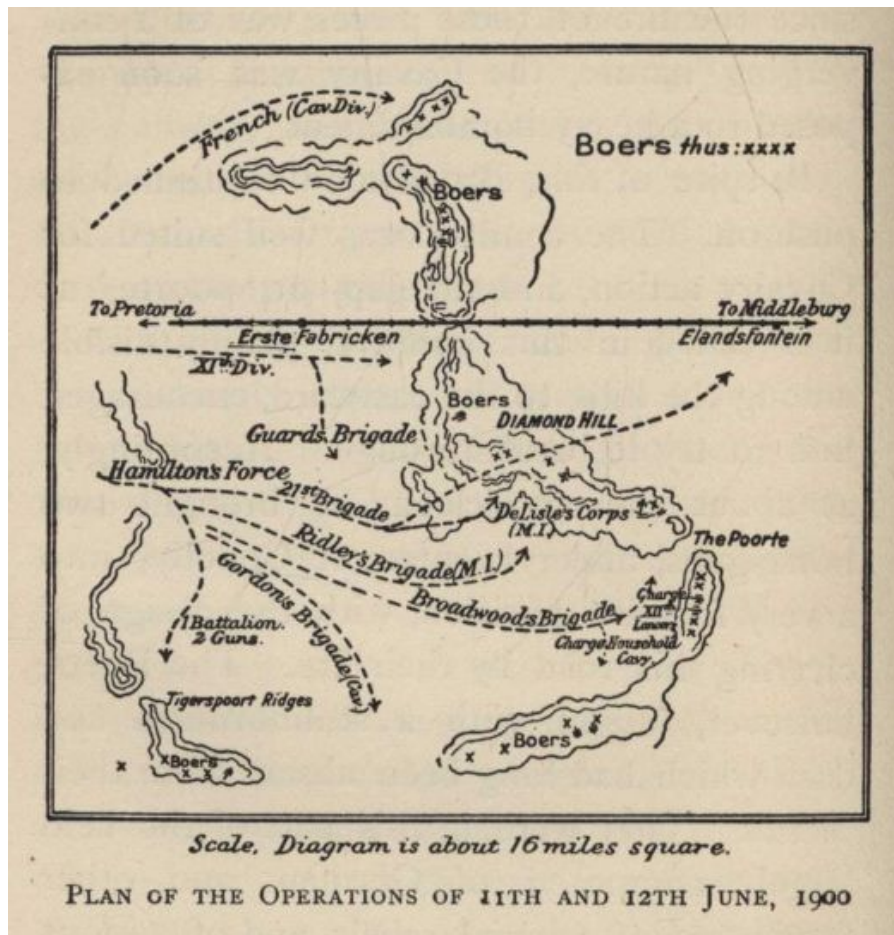 French (Cav. Div.)
Boers thus: xxxx
Boers
To Pretoria
To Middleburg
Erste Fabricken
Elandsfontein
XIth Div.
Boers
DIAMOND HILL
Guards Brigade
Hamilton's Force
21st Brigade
DeLisle's Corps
(M.I.)
The Poorte
Ridley's Brigade (M.I.)
Gordon's Brigade (Cav.)
Broadwood's Brigade
Charge
XII
Lancers
Charge Household
Cavy.
1 Battalion.
2 Guns.
Tigerspoort Ridges
Boers
Boers
Scale, Diagram is about 16 miles square.
PLAN OF THE OPERATIONS OF 11TH AND 12TH JUNE, 1900